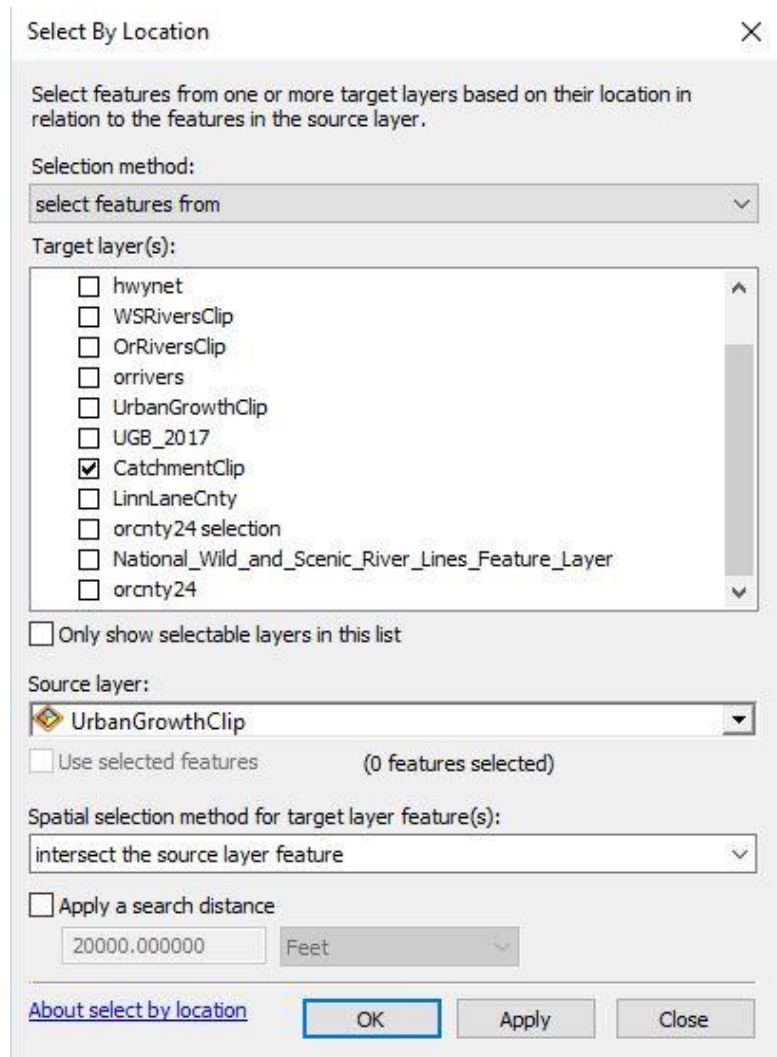 Select By Location
Select features from one or more target layers based on their location in
relation to the features in the source layer.
Selection method:
select features from
Target layer(s):
hwynet
WSRiversClip
OrRiversClip
orrivers
UrbanGrowthClip
UGB_2017
CatchmentClip
LinnLaneCnty
orcnty24 selection
National_Wild_and_Scenic_River_Lines_Feature_Layer
orcnty24
Only show selectable layers in this list
Source layer:
UrbanGrowthClip
Use selected features (0 features selected)
Spatial selection method for target layer feature(s):
intersect the source layer feature
Apply a search distance
20000.000000 Feet
About select by location OK Apply Close